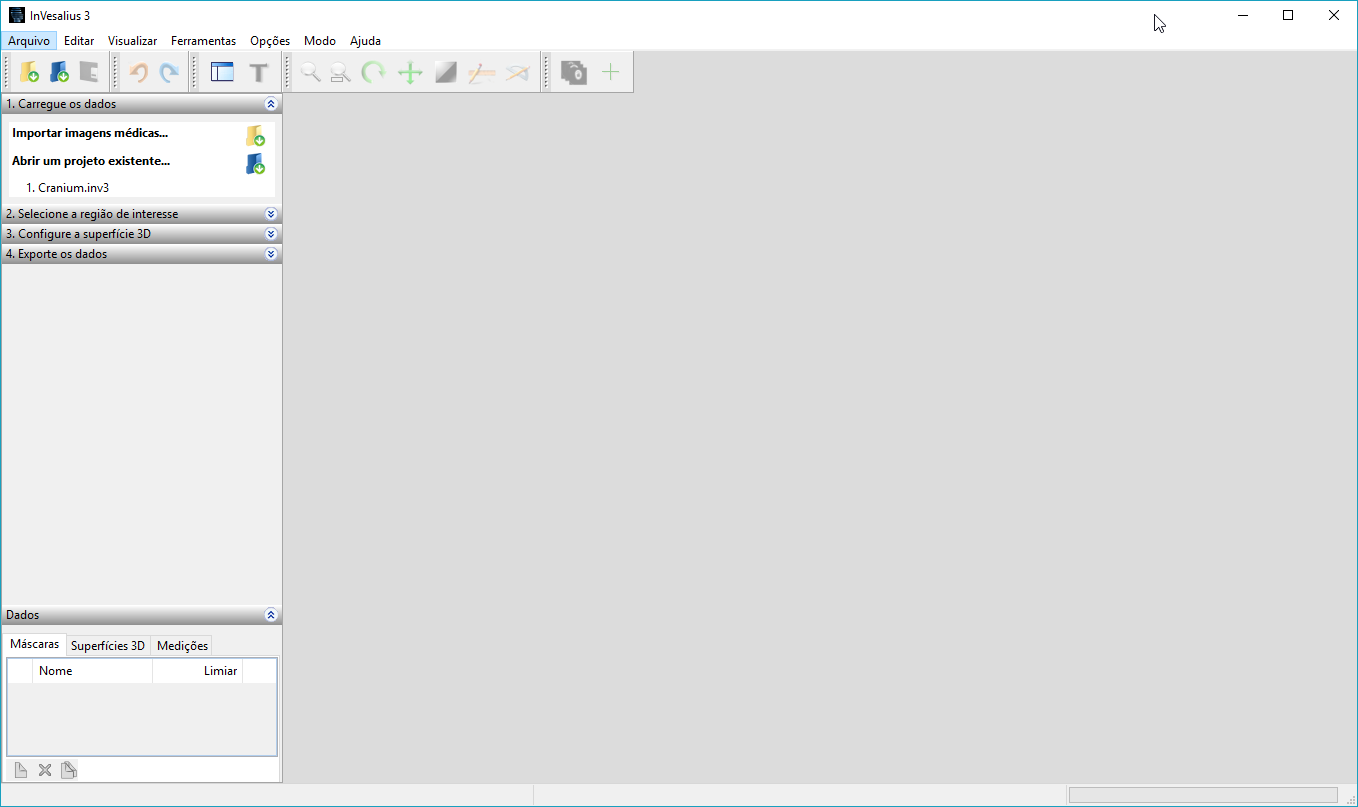 InVesalius 3
Arquivo Editar Visualizar Ferramentas Opções Modo Ajuda
1. Carregue os dados
Importar imagens médicas...
Abrir um projeto existente...
1. Cranium.inv3
2. Selecione a região de interesse
3. Configure a superfície 3D
4. Exporte os dados
Dados
Máscaras Superfícies 3D Medições
Nome Limiar